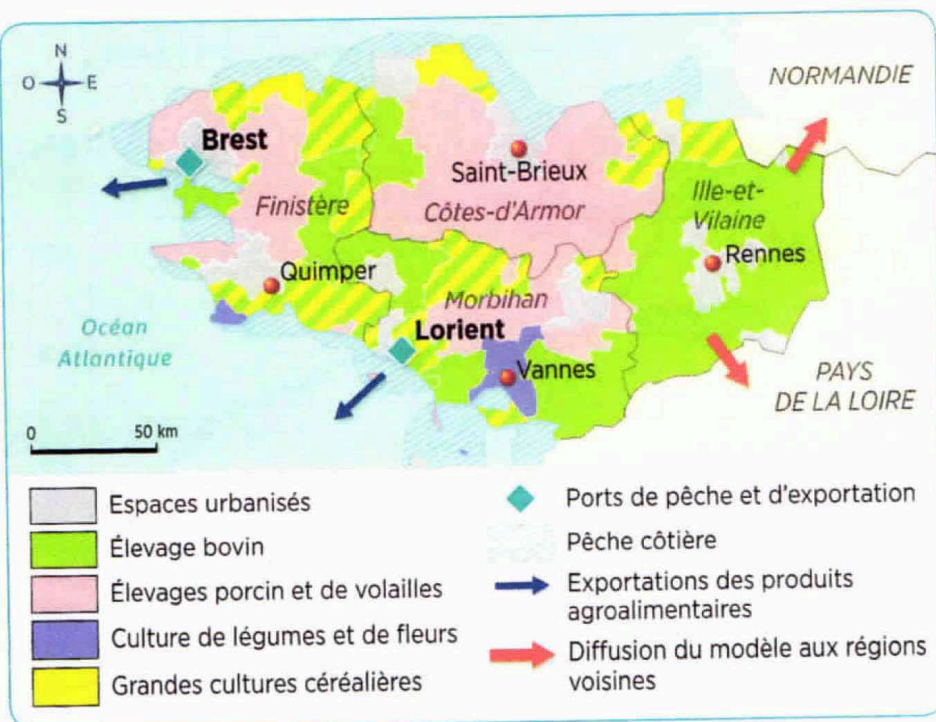 N
O
E
S
NORMANDIE
Brest
Saint-Brieux
Finistère
Côtes-d'Armor
Ille-et-
Vilaine
Rennes
Quimper
Morbihan
Océan
Atlantique
Lorient
Vannes
PAYS
DE LA LOIRE
0
50 km
Espaces urbanisés
Élevage bovin
Élevages porcin et de volailles
Culture de légumes et de fleurs
Grandes cultures céréalières
Ports de pêche et d'exportation
Pêche côtière
Exportations des produits
agroalimentaires
Diffusion du modèle aux régions
voisines